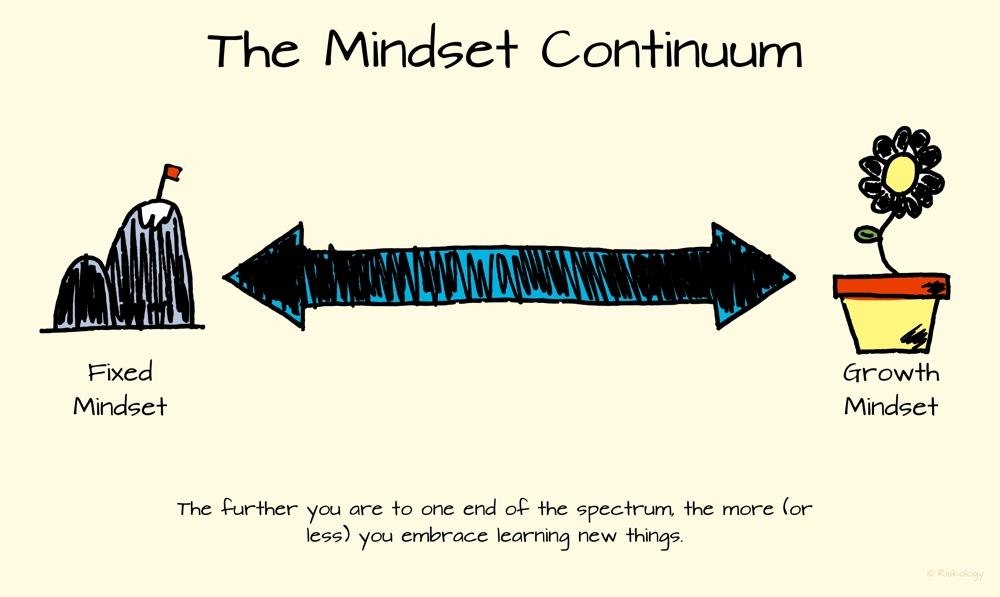 The Mindset Continuum
Fixed
Mindset
Growth
Mindset
The further you are to one end of the spectrum, the more (or
less) you embrace learning new things.
© Riskology